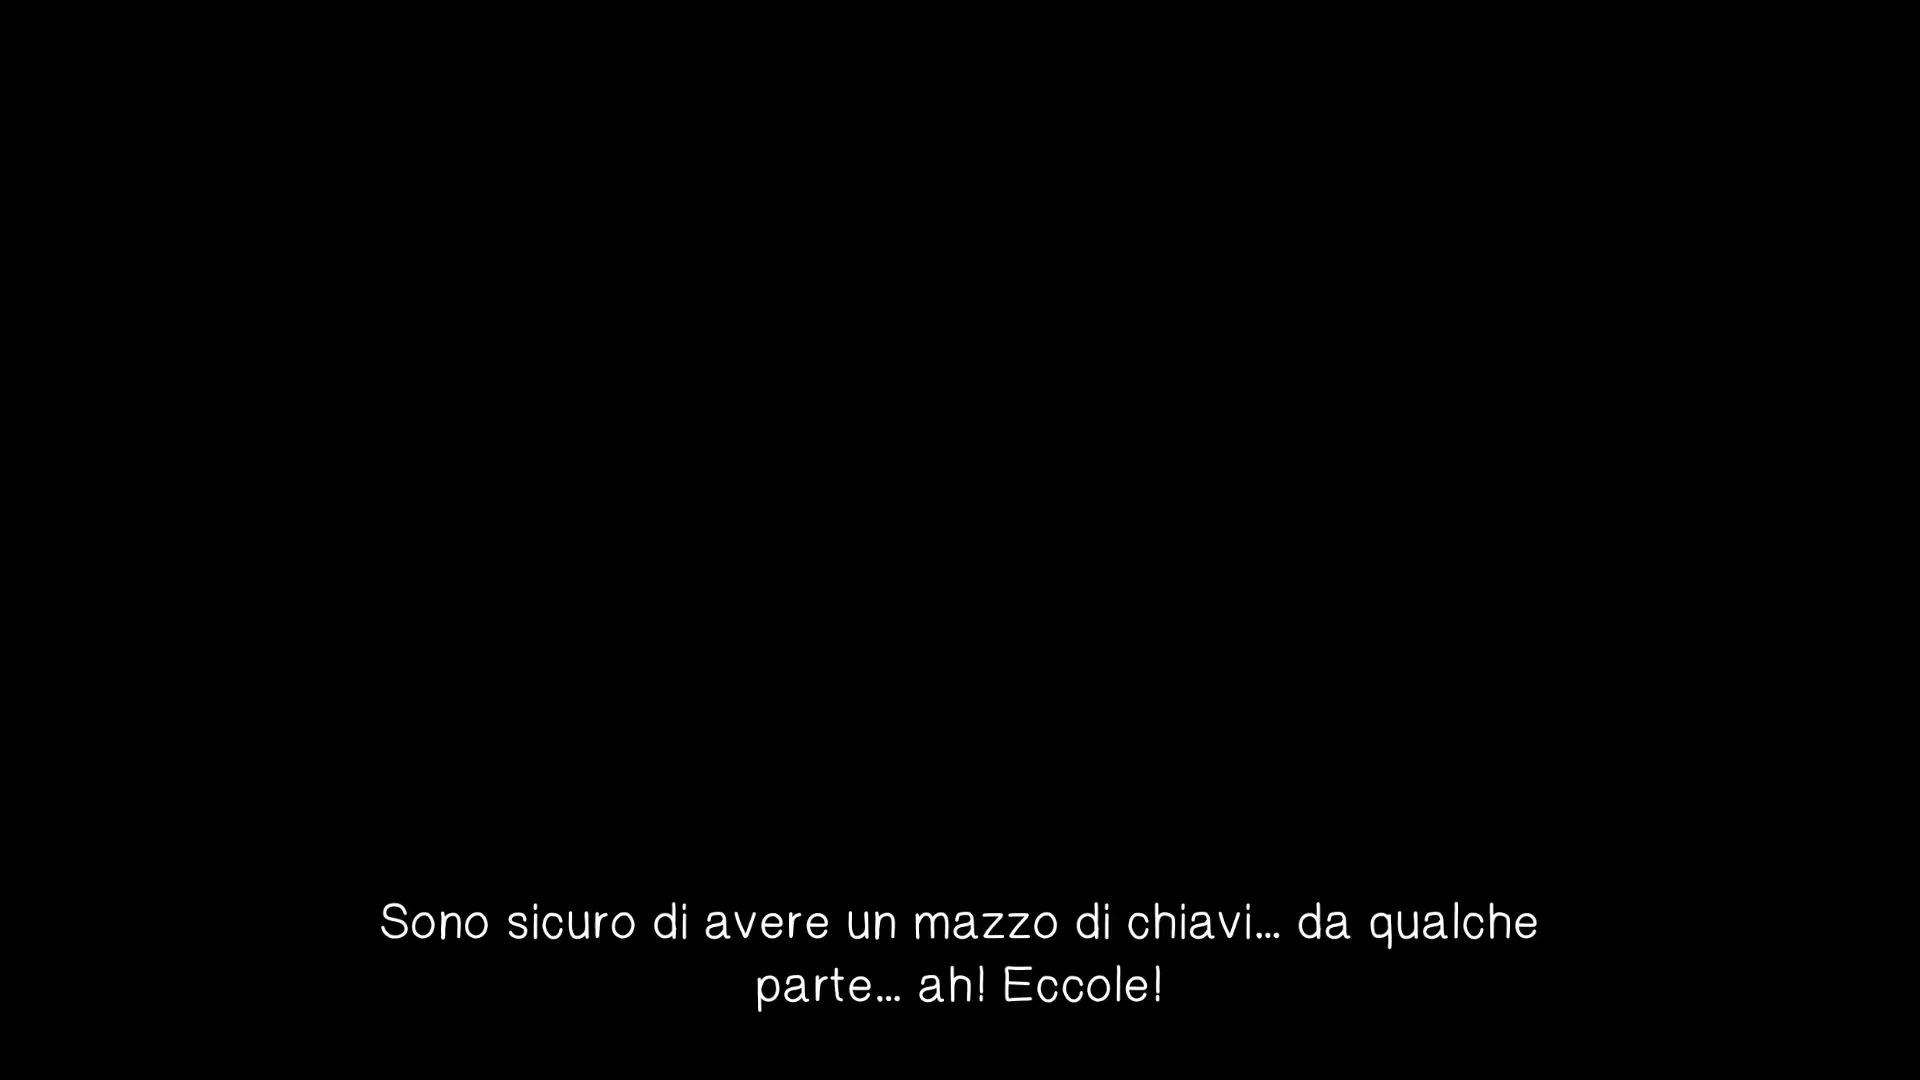 Sono sicuro di avere un mazzo di chiavi... da qualche
parte... ah! Eccole!